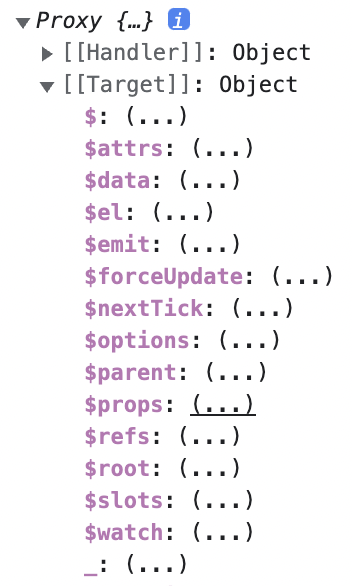 Proxy {…} i
[[Handler]]: Object
[[Target]]: Object
$: (...)
$attrs: (...)
$data: (...)
$el: (...)
$emit: (...)
$forceUpdate: (...)
$nextTick: (...)
$options: (...)
$parent: (...)
$props: (...)
$refs: (...)
$root: (...)
$slots: (...)
$watch: (...)
_: (...)